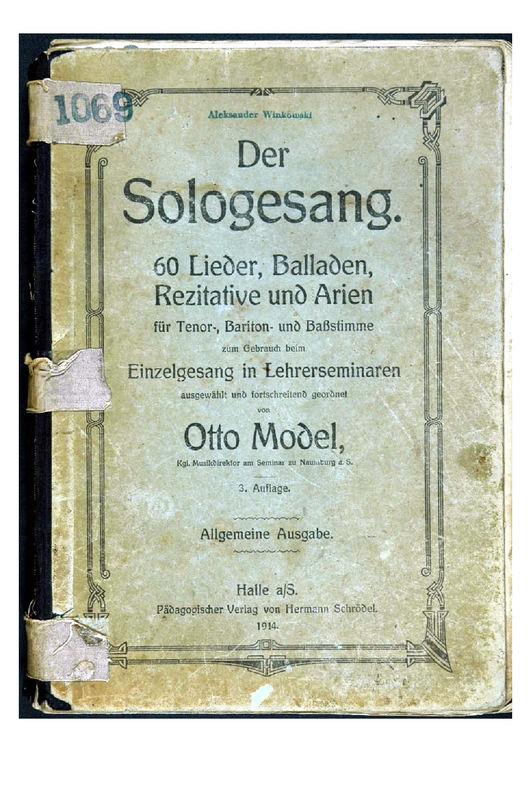 1069
Aleksander Winkowski
Der
Sologesang.
60 Lieder, Balladen,
Rezitative und Arien
für Tenor-, Bariton- und Baßstimme
zum Gebrauch beim
Einzelgesang in Lehrerseminaren
ausgewählt und fortschreitend geordnet
von
Otto Model,
Kgl. Musikdirektor am Seminar zu Naumburg a. S.
3. Auflage.
Allgemeine Ausgabe.
Halle a/S.
Pädagogischer Verlag von Hermann Schrödel.
1914.